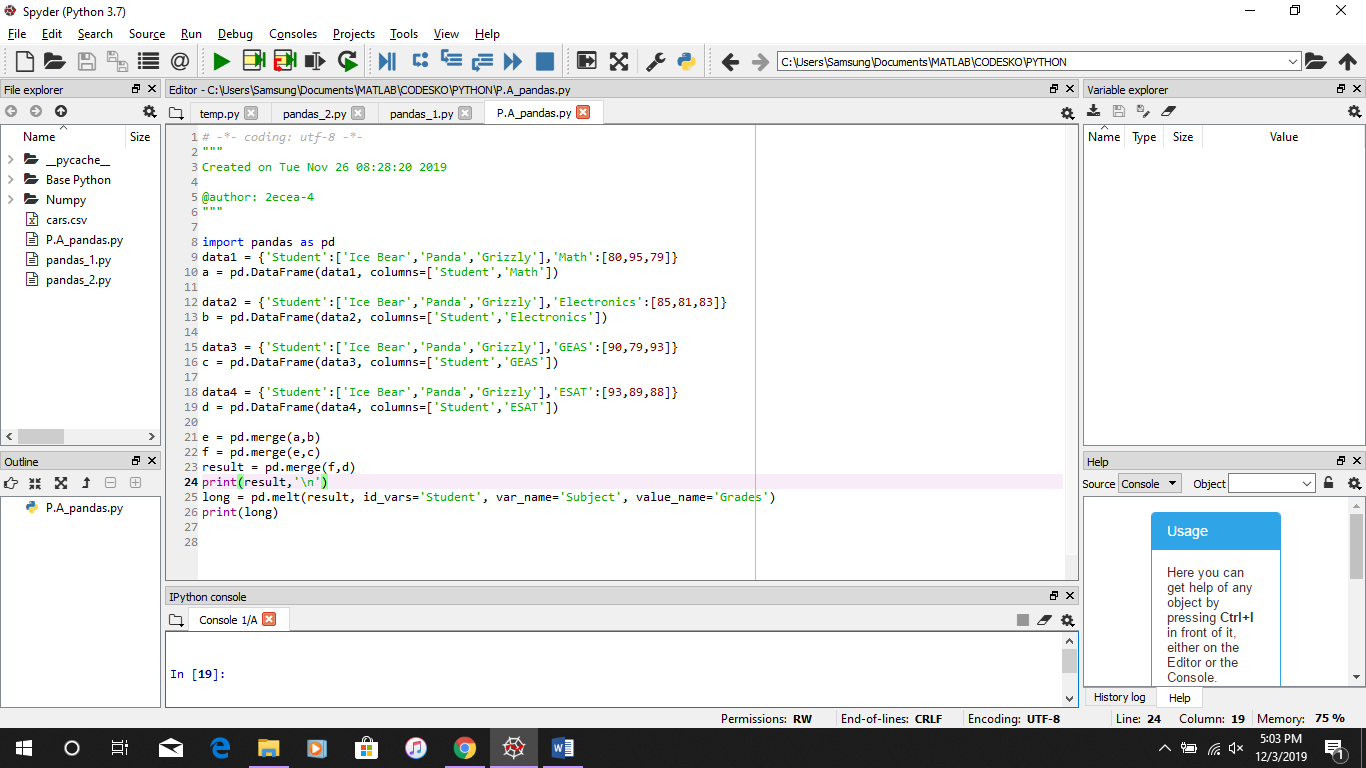 Spyder (Python 3.7)
File Edit Search Source Run Debug Consoles Projects Tools View Help
C:\Users\Samsung\Documents\MATLAB\CODESKO\PYTHON
File explorer
Name Size
__pycache__
Base Python
Numpy
cars.csv
P.A_pandas.py
pandas_1.py
pandas_2.py
Outline
P.A_pandas.py
Editor - C:\Users\Samsung\Documents\MATLAB\CODESKO\PYTHON\P.A_pandas.py
temp.py pandas_2.py pandas_1.py P.A_pandas.py
1 # -*- coding: utf-8 -*-
2 """
3 Created on Tue Nov 26 08:28:20 2019
4
5 @author: 2ecea-4
6 """
7
8 import pandas as pd
9 data1 = {'Student':['Ice Bear','Panda','Grizzly'],'Math':[80,95,79]}
10 a = pd.DataFrame(data1, columns=['Student','Math'])
11
12 data2 = {'Student':['Ice Bear','Panda','Grizzly'],'Electronics':[85,81,83]}
13 b = pd.DataFrame(data2, columns=['Student','Electronics'])
14
15 data3 = {'Student':['Ice Bear','Panda','Grizzly'],'GEAS':[90,79,93]}
16 c = pd.DataFrame(data3, columns=['Student','GEAS'])
17
18 data4 = {'Student':['Ice Bear','Panda','Grizzly'],'ESAT':[93,89,88]}
19 d = pd.DataFrame(data4, columns=['Student','ESAT'])
20
21 e = pd.merge(a,b)
22 f = pd.merge(e,c)
23 result = pd.merge(f,d)
24 print(result,'\n')
25 long = pd.melt(result, id_vars='Student', var_name='Subject', value_name='Grades')
26 print(long)
27
28
IPython console
Console 1/A
In [19]:
Variable explorer
Name Type Size Value
Help
Source Console Object
Usage
Here you can
get help of any
object by
pressing Ctrl+I
in front of it,
either on the
Editor or the
Console.
History log Help
Permissions: RW End-of-lines: CRLF Encoding: UTF-8 Line: 24 Column: 19 Memory: 75 %
5:03 PM
12/3/2019
1